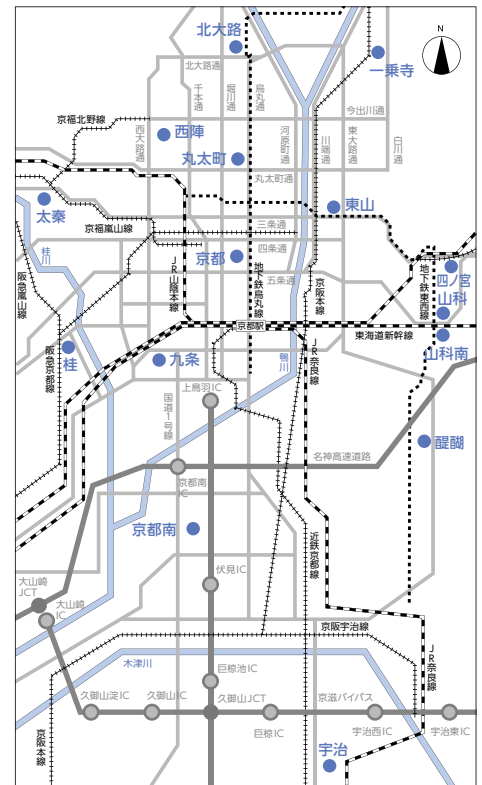 北大路
N
一乗寺
北大路通
千本通
堀川通
烏丸通
今出川通
京福北野線
西大路通
西陣
河原町通
川端通
東大路通
白川通
丸太町
丸太町通
太秦
東山
京福嵐山線
三条通
桂川
四条通
京都
五条通
阪急嵐山線
JR山陰本線
地下鉄烏丸線
京阪本線
地下鉄東西線
四ノ宮
山科
京都駅
東海道新幹線
山科南
阪急京都線
桂
九条
鴨川
JR奈良線
上鳥羽IC
国道1号線
醍醐
名神高速道路
京都南IC
京都南
近鉄京都線
伏見IC
大山崎JCT
大山崎IC
京阪宇治線
木津川
巨椋池IC
JR奈良線
久御山淀IC
久御山IC
久御山JCT
京滋バイパス
巨椋IC
宇治西IC
宇治東IC
京阪本線
宇治